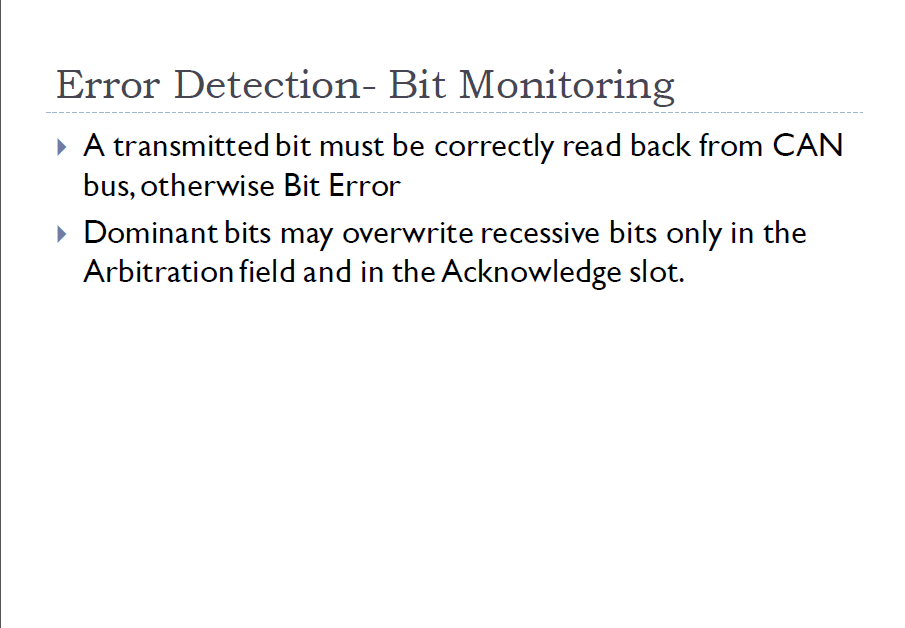 Error Detection- Bit Monitoring
A transmitted bit must be correctly read back from CAN
bus, otherwise Bit Error
Dominant bits may overwrite recessive bits only in the
Arbitration field and in the Acknowledge slot.